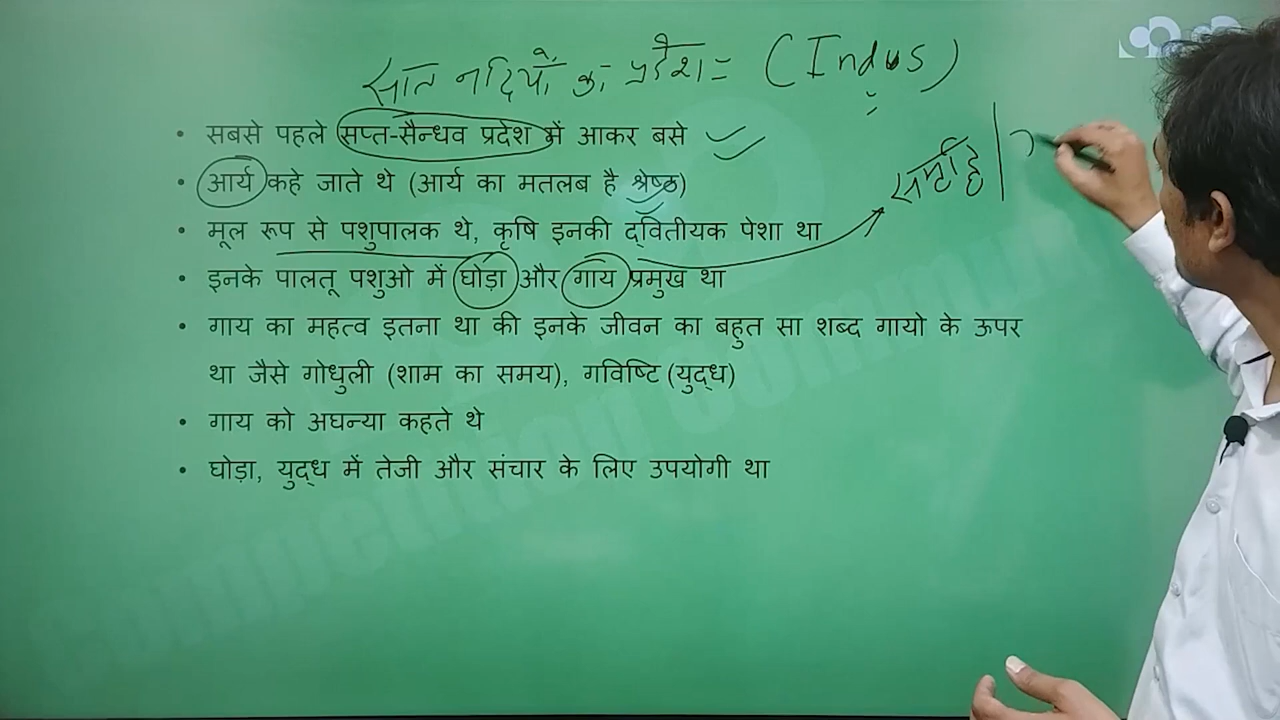 सात नदियों का प्रदेश = (Indus)
• सबसे पहले सप्त-सैन्धव प्रदेश में आकर बसे
• आर्य कहे जाते थे (आर्य का मतलब है श्रेष्ठ)
• मूल रूप से पशुपालक थे, कृषि इनकी द्वितीयक पेशा था
• इनके पालतू पशुओ में घोड़ा और गाय प्रमुख था
• गाय का महत्व इतना था की इनके जीवन का बहुत सा शब्द गायो के ऊपर
था जैसे गोधुली (शाम का समय), गविष्टि (युद्ध)
• गाय को अघन्या कहते थे
• घोड़ा, युद्ध में तेजी और संचार के लिए उपयोगी था